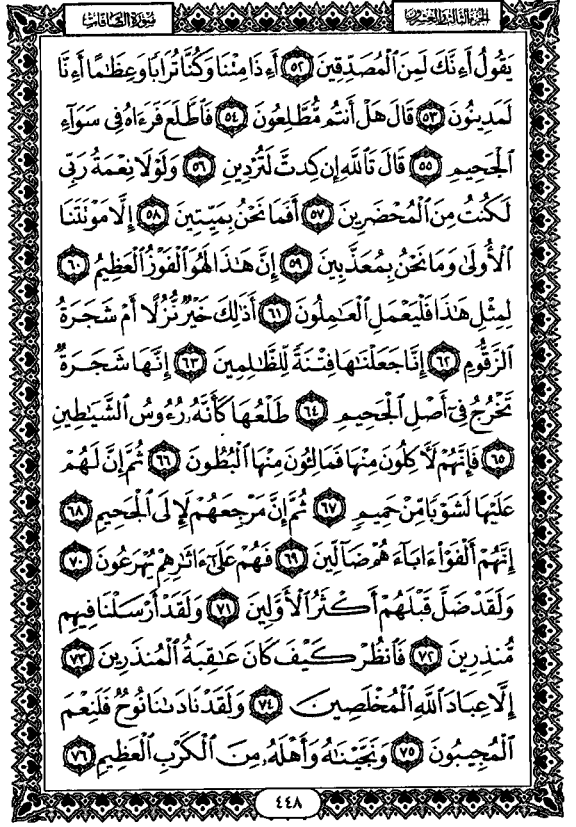 الجزء الثالث والعشرون
سورة الصافات
يَقُولُ أَءِنَّكَ لَمِنَ ٱلْمُصَدِّقِينَ ٥٢ أَءِذَا مِتْنَا وَكُنَّا تُرَابًا وَعِظَٰمًا أَءِنَّا
لَمَدِينُونَ ٥٣ قَالَ هَلْ أَنتُم مُّطَّلِعُونَ ٥٤ فَٱطَّلَعَ فَرَءَاهُ فِى سَوَآءِ
ٱلْجَحِيمِ ٥٥ قَالَ تَٱللَّهِ إِن كِدتَّ لَتُرْدِينِ ٥٦ وَلَوْلَا نِعْمَةُ رَبِّى
لَكُنتُ مِنَ ٱلْمُحْضَرِينَ ٥٧ أَفَمَا نَحْنُ بِمَيِّتِينَ ٥٨ إِلَّا مَوْتَتَنَا
ٱلْأُولَىٰ وَمَا نَحْنُ بِمُعَذَّبِينَ ٥٩ إِنَّ هَٰذَا لَهُوَ ٱلْفَوْزُ ٱلْعَظِيمُ ٦٠
لِمِثْلِ هَٰذَا فَلْيَعْمَلِ ٱلْعَٰمِلُونَ ٦١ أَذَٰلِكَ خَيْرٌ نُّزُلًا أَمْ شَجَرَةُ
ٱلزَّقُّومِ ٦٢ إِنَّا جَعَلْنَٰهَا فِتْنَةً لِّلظَّٰلِمِينَ ٦٣ إِنَّهَا شَجَرَةٌ
تَخْرُجُ فِىٓ أَصْلِ ٱلْجَحِيمِ ٦٤ طَلْعُهَا كَأَنَّهُۥ رُءُوسُ ٱلشَّيَٰطِينِ
٦٥ فَإِنَّهُمْ لَءَاكِلُونَ مِنْهَا فَمَالِـُٔونَ مِنْهَا ٱلْبُطُونَ ٦٦ ثُمَّ إِنَّ لَهُمْ
عَلَيْهَا لَشَوْبًا مِّنْ حَمِيمٍ ٦٧ ثُمَّ إِنَّ مَرْجِعَهُمْ لَإِلَى ٱلْجَحِيمِ ٦٨
إِنَّهُمْ أَلْفَوْا۟ ءَابَآءَهُمْ ضَآلِّينَ ٦٩ فَهُمْ عَلَىٰٓ ءَاثَٰرِهِمْ يُهْرَعُونَ ٧٠
وَلَقَدْ ضَلَّ قَبْلَهُمْ أَكْثَرُ ٱلْأَوَّلِينَ ٧١ وَلَقَدْ أَرْسَلْنَا فِيهِم
مُّنذِرِينَ ٧٢ فَٱنظُرْ كَيْفَ كَانَ عَٰقِبَةُ ٱلْمُنذَرِينَ ٧٣
إِلَّا عِبَادَ ٱللَّهِ ٱلْمُخْلَصِينَ ٧٤ وَلَقَدْ نَادَىٰنَا نُوحٌ فَلَنِعْمَ
ٱلْمُجِيبُونَ ٧٥ وَنَجَّيْنَٰهُ وَأَهْلَهُۥ مِنَ ٱلْكَرْبِ ٱلْعَظِيمِ ٧٦
٤٤٨